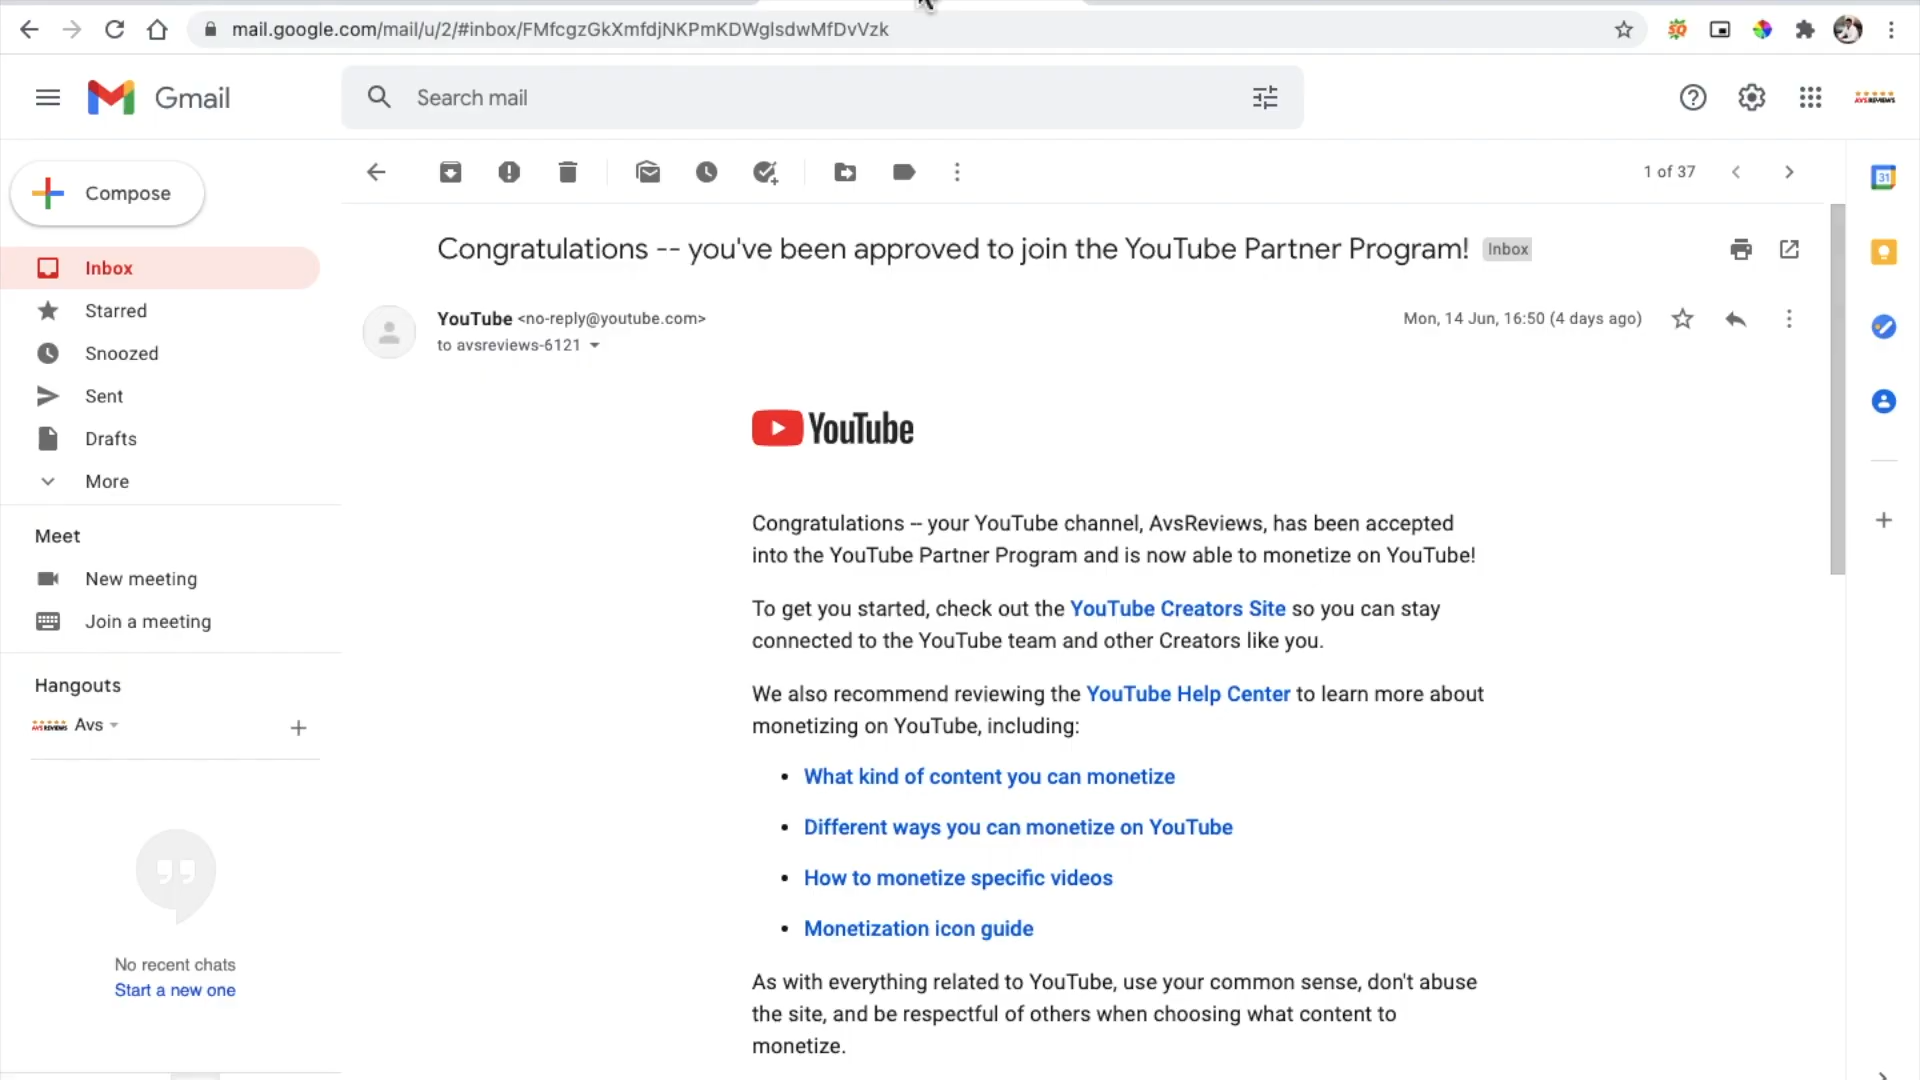 mail.google.com/mail/u/2/#inbox/FMfcgzGkXmfdjNKPmKDWglsdwMfDvVzk
Gmail
Search mail
AVS REVIEWS
Compose
1 of 37
31
Inbox
Starred
Snoozed
Sent
Drafts
More
Meet
New meeting
Join a meeting
Hangouts
AVS REVIEWS Avs
No recent chats
Start a new one
Congratulations -- you've been approved to join the YouTube Partner Program! Inbox
YouTube <no-reply@youtube.com>
Mon, 14 Jun, 16:50 (4 days ago)
to avsreviews-6121
YouTube
Congratulations -- your YouTube channel, AvsReviews, has been accepted
into the YouTube Partner Program and is now able to monetize on YouTube!
To get you started, check out the YouTube Creators Site so you can stay
connected to the YouTube team and other Creators like you.
We also recommend reviewing the YouTube Help Center to learn more about
monetizing on YouTube, including:
• What kind of content you can monetize
• Different ways you can monetize on YouTube
• How to monetize specific videos
• Monetization icon guide
As with everything related to YouTube, use your common sense, don't abuse
the site, and be respectful of others when choosing what content to
monetize.